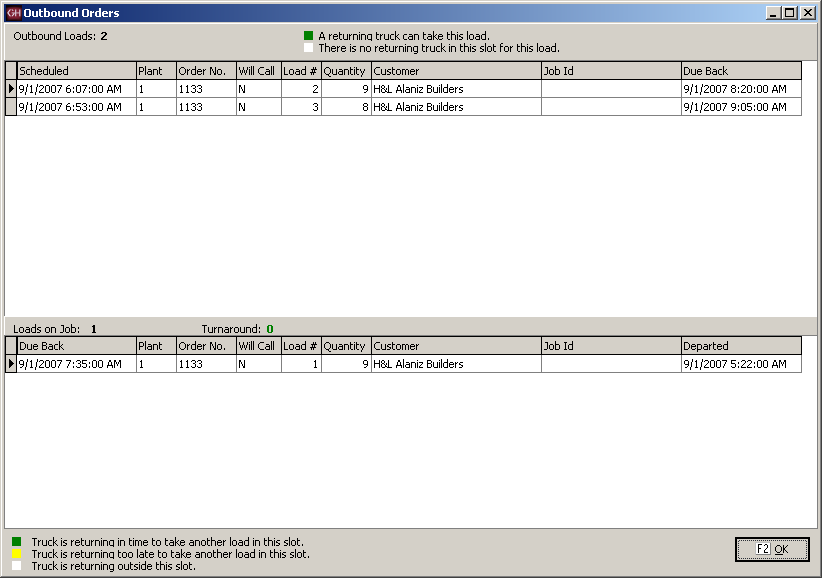 GH Outbound Orders
Outbound Loads: 2
A returning truck can take this load.
There is no returning truck in this slot for this load.
Scheduled Plant Order No. Will Call Load # Quantity Customer Job Id Due Back
9/1/2007 6:07:00 AM 1 1133 N 2 9 H&L Alaniz Builders 9/1/2007 8:20:00 AM
9/1/2007 6:53:00 AM 1 1133 N 3 8 H&L Alaniz Builders 9/1/2007 9:05:00 AM
Loads on Job: 1 Turnaround: 0
Due Back Plant Order No. Will Call Load # Quantity Customer Job Id Departed
9/1/2007 7:35:00 AM 1 1133 N 1 9 H&L Alaniz Builders 9/1/2007 5:22:00 AM
Truck is returning in time to take another load in this slot.
Truck is returning too late to take another load in this slot.
Truck is returning outside this slot.
F2 OK